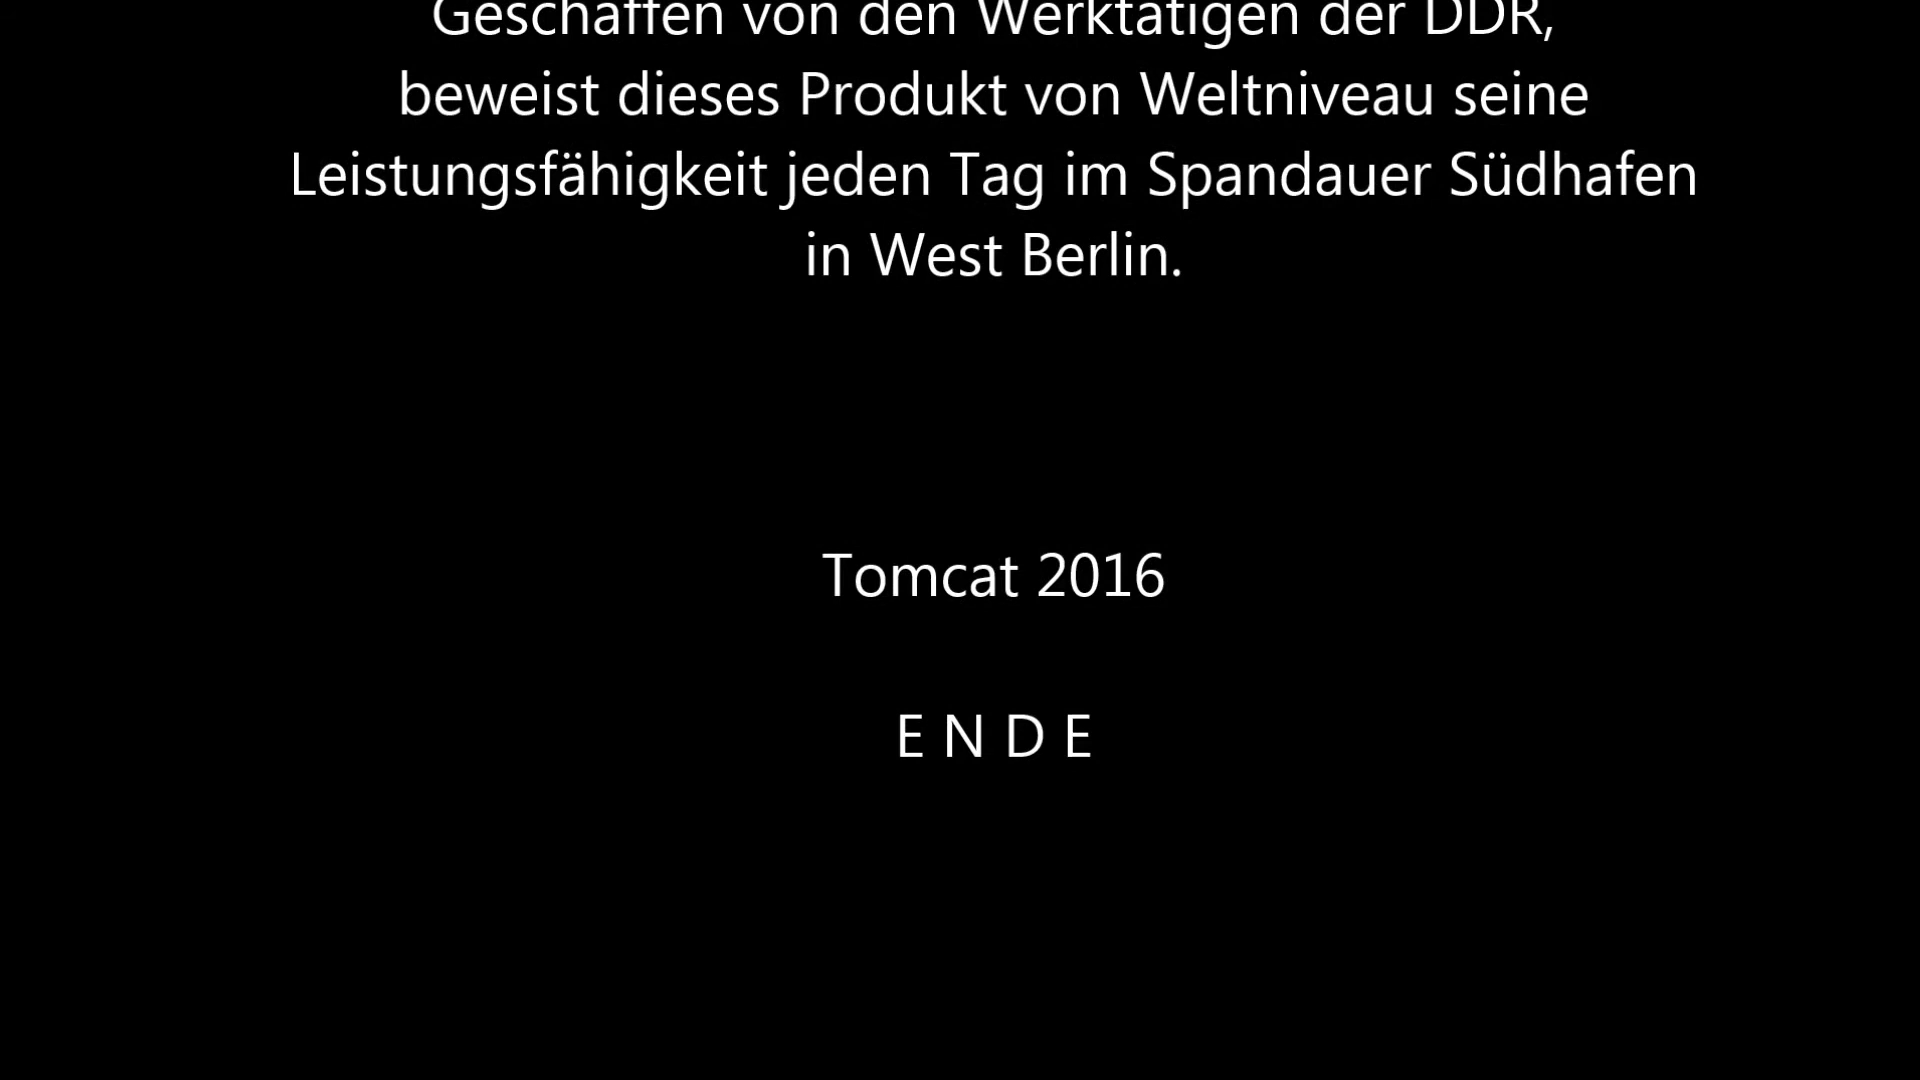 Geschaffen von den Werktätigen der DDR,
beweist dieses Produkt von Weltniveau seine
Leistungsfähigkeit jeden Tag im Spandauer Südhafen
in West Berlin.
Tomcat 2016
E N D E